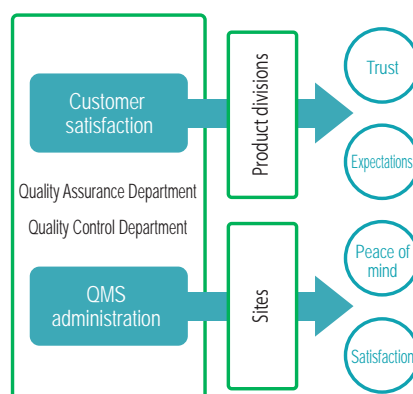 Customer
satisfaction
Quality Assurance Department
Quality Control Department
QMS
administration
Product divisions
Sites
Trust
Expectations
Peace of
mind
Satisfaction